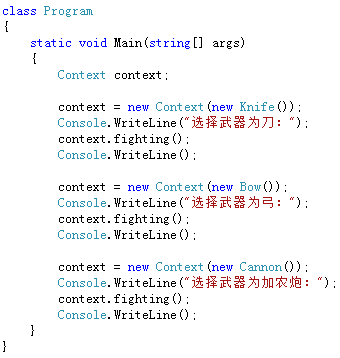 class Program
{
    static void Main(string[] args)
    {
        Context context;

        context = new Context(new Knife());
        Console.WriteLine("选择武器为刀：");
        context.fighting();
        Console.WriteLine();

        context = new Context(new Bow());
        Console.WriteLine("选择武器为弓：");
        context.fighting();
        Console.WriteLine();

        context = new Context(new Cannon());
        Console.WriteLine("选择武器为加农炮：");
        context.fighting();
        Console.WriteLine();
    }
}